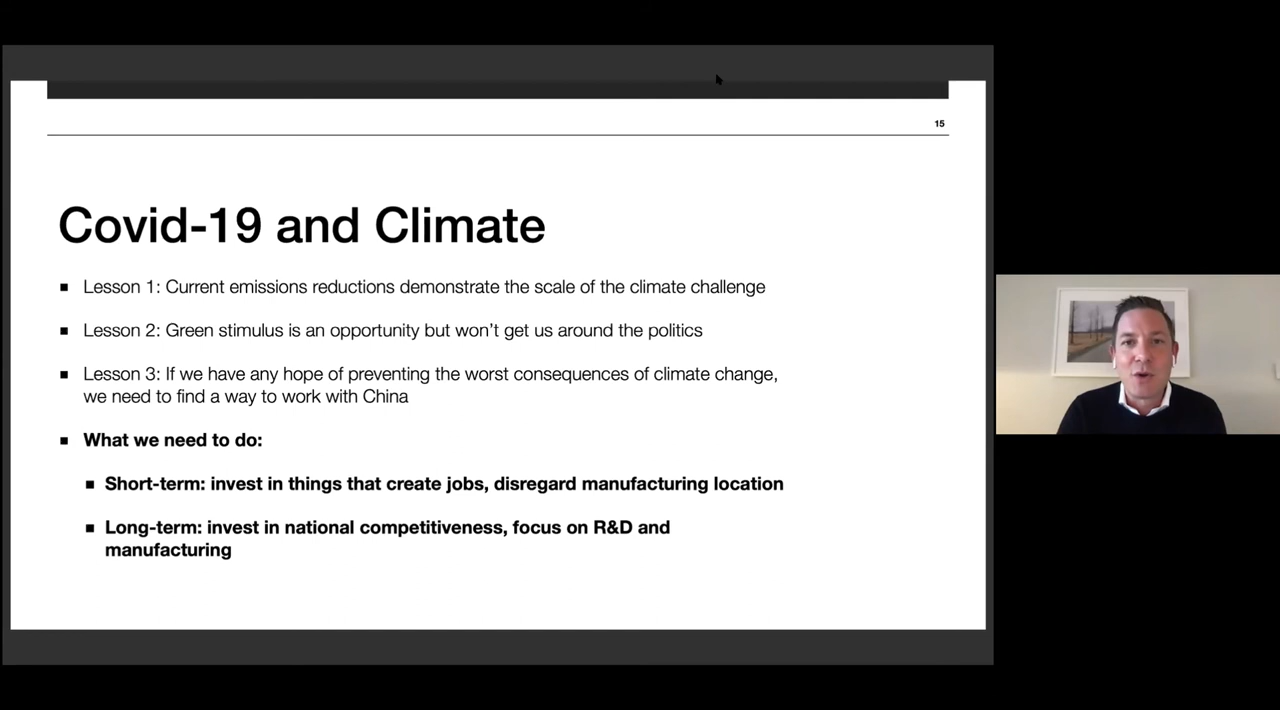 15
Covid-19 and Climate
▪ Lesson 1: Current emissions reductions demonstrate the scale of the climate challenge
▪ Lesson 2: Green stimulus is an opportunity but won’t get us around the politics
▪ Lesson 3: If we have any hope of preventing the worst consequences of climate change,
we need to find a way to work with China
▪ What we need to do:
▪ Short-term: invest in things that create jobs, disregard manufacturing location
▪ Long-term: invest in national competitiveness, focus on R&D and
manufacturing